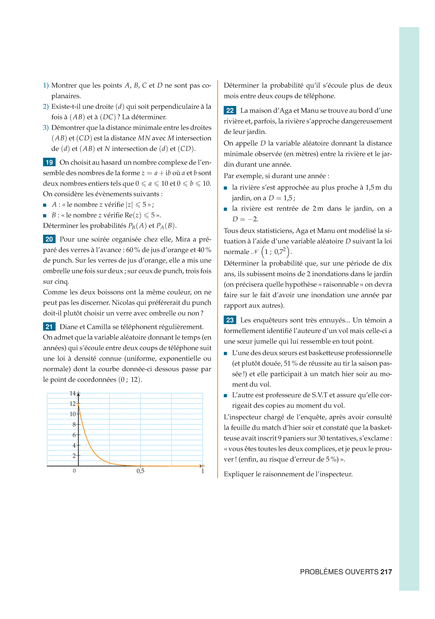 1) Montrer que les points A, B, C et D ne sont pas co-
planaires.
2) Existe-t-il une droite (d) qui soit perpendiculaire à la
fois à (AB) et à (DC) ? La déterminer.
3) Démontrer que la distance minimale entre les droites
(AB) et (CD) est la distance MN avec M intersection
de (d) et (AB) et N intersection de (d) et (CD).
19 On choisit au hasard un nombre complexe de l'en-
semble des nombres de la forme z = a + ib où a et b sont
deux nombres entiers tels que 0 ⩽ a ⩽ 10 et 0 ⩽ b ⩽ 10.
On considère les évènements suivants :
■ A : « le nombre z vérifie |z| ⩽ 5 » ;
■ B : « le nombre z vérifie Re(z) ⩽ 5 ».
Déterminer les probabilités P_B(A) et P_A(B).
20 Pour une soirée organisée chez elle, Mira a pré-
paré des verres à l'avance : 60 % de jus d'orange et 40 %
de punch. Sur les verres de jus d'orange, elle a mis une
ombrelle une fois sur deux ; sur ceux de punch, trois fois
sur cinq.
Comme les deux boissons ont la même couleur, on ne
peut pas les discerner. Nicolas qui préférerait du punch
doit-il plutôt choisir un verre avec ombrelle ou non ?
21 Diane et Camilla se téléphonent régulièrement.
On admet que la variable aléatoire donnant le temps (en
années) qui s'écoule entre deux coups de téléphone suit
une loi à densité connue (uniforme, exponentielle ou
normale) dont la courbe donnée-ci dessous passe par
le point de coordonnées (0 ; 12).
14
12
10
8
6
4
2
0 0,5 1
Déterminer la probabilité qu'il s'écoule plus de deux
mois entre deux coups de téléphone.
22 La maison d'Aga et Manu se trouve au bord d'une
rivière et, parfois, la rivière s'approche dangereusement
de leur jardin.
On appelle D la variable aléatoire donnant la distance
minimale observée (en mètres) entre la rivière et le jar-
din durant une année.
Par exemple, si durant une année :
■ la rivière s'est approchée au plus proche à 1,5 m du
jardin, on a D = 1,5 ;
■ la rivière est rentrée de 2 m dans le jardin, on a
D = −2.
Tous deux statisticiens, Aga et Manu ont modélisé la si-
tuation à l'aide d'une variable aléatoire D suivant la loi
normale 𝒩 (1 ; 0,7²).
Déterminer la probabilité que, sur une période de dix
ans, ils subissent moins de 2 inondations dans le jardin
(on précisera quelle hypothèse « raisonnable » on devra
faire sur le fait d'avoir une inondation une année par
rapport aux autres).
23 Les enquêteurs sont très ennuyés... Un témoin a
formellement identifié l'auteure d'un vol mais celle-ci a
une sœur jumelle qui lui ressemble en tout point.
■ L'une des deux sœurs est basketteuse professionnelle
(et plutôt douée, 51 % de réussite au tir la saison pas-
sée !) et elle participait à un match hier soir au mo-
ment du vol.
■ L'autre est professeure de S.V.T et assure qu'elle cor-
rigeait des copies au moment du vol.
L'inspecteur chargé de l'enquête, après avoir consulté
la feuille du match d'hier soir et constaté que la basket-
teuse avait inscrit 9 paniers sur 30 tentatives, s'exclame :
« vous êtes toutes les deux complices, et je peux le prou-
ver ! (enfin, au risque d'erreur de 5 %) ».
Expliquer le raisonnement de l'inspecteur.
PROBLÈMES OUVERTS 217